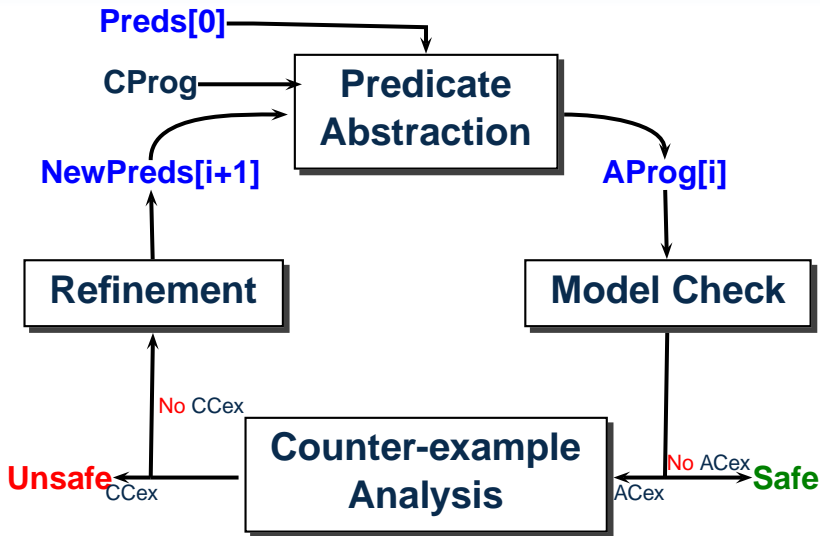 Preds[0]
CProg
Predicate
Abstraction
NewPreds[i+1]
AProg[i]
Refinement
Model Check
No CCex
Counter-example
Analysis
No ACex
Unsafe
CCex
ACex
Safe